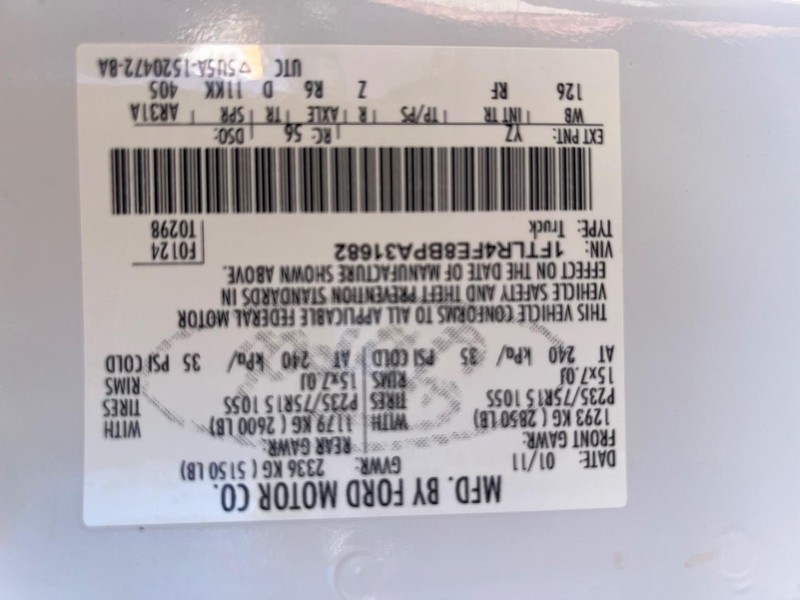 MFD. BY FORD MOTOR CO.
DATE: 01/11 GVWR: 2336 KG ( 5150 LB)
FRONT GAWR: REAR GAWR:
1293 KG ( 2850 LB) WITH 1179 KG ( 2600 LB) WITH
P235/75R15 105S TIRES P235/75R15 105S TIRES
15x7.0J RIMS 15x7.0J RIMS
AT 240 kPa/ 35 PSI COLD AT 240 kPa/ 35 PSI COLD
THIS VEHICLE CONFORMS TO ALL APPLICABLE FEDERAL MOTOR
VEHICLE SAFETY AND THEFT PREVENTION STANDARDS IN
EFFECT ON THE DATE OF MANUFACTURE SHOWN ABOVE.
VIN: 1FTLR4FE8BPA31682 F0124
TYPE: Truck T0298
EXT PNT: YZ RC: 56 DSO:
WB INT TR TP/PS R AXLE TR SPR AR31A
126 RF Z R6 D 11KK 405
UTC ▽5U5A-1520472-BA